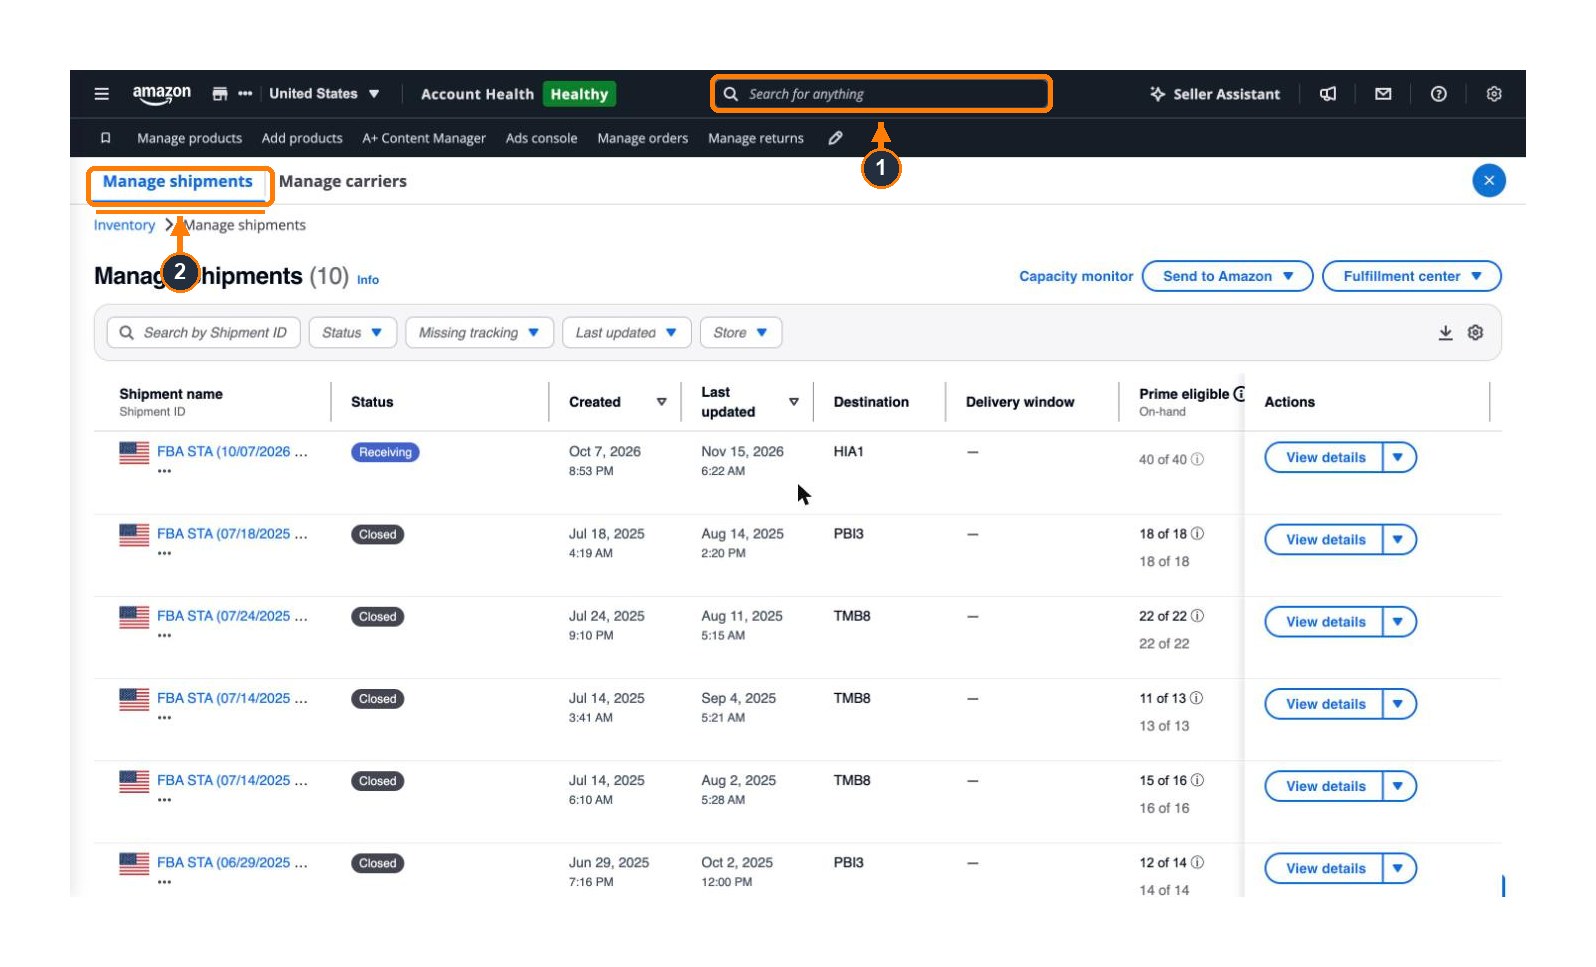 amazon ••• United States Account Health Healthy Search for anything Seller Assistant
Manage products Add products A+ Content Manager Ads console Manage orders Manage returns
1
Manage shipments Manage carriers
Inventory Manage shipments
2
Manage shipments (10) Info Capacity monitor Send to Amazon Fulfillment center
Search by Shipment ID Status Missing tracking Last updated Store
Shipment name
Shipment ID
Status
Created
Last
updated
Destination
Delivery window
Prime eligible
On-hand
Actions
FBA STA (10/07/2026 ... Receiving Oct 7, 2026 Nov 15, 2026 HIA1 — 40 of 40 View details
••• 8:53 PM 6:22 AM
FBA STA (07/18/2025 ... Closed Jul 18, 2025 Aug 14, 2025 PBI3 — 18 of 18 View details
••• 4:19 AM 2:20 PM 18 of 18
FBA STA (07/24/2025 ... Closed Jul 24, 2025 Aug 11, 2025 TMB8 — 22 of 22 View details
••• 9:10 PM 5:15 AM 22 of 22
FBA STA (07/14/2025 ... Closed Jul 14, 2025 Sep 4, 2025 TMB8 — 11 of 13 View details
••• 3:41 AM 5:21 AM 13 of 13
FBA STA (07/14/2025 ... Closed Jul 14, 2025 Aug 2, 2025 TMB8 — 15 of 16 View details
••• 6:10 AM 5:28 AM 16 of 16
FBA STA (06/29/2025 ... Closed Jun 29, 2025 Oct 2, 2025 PBI3 — 12 of 14 View details
••• 7:16 PM 12:00 PM 14 of 14